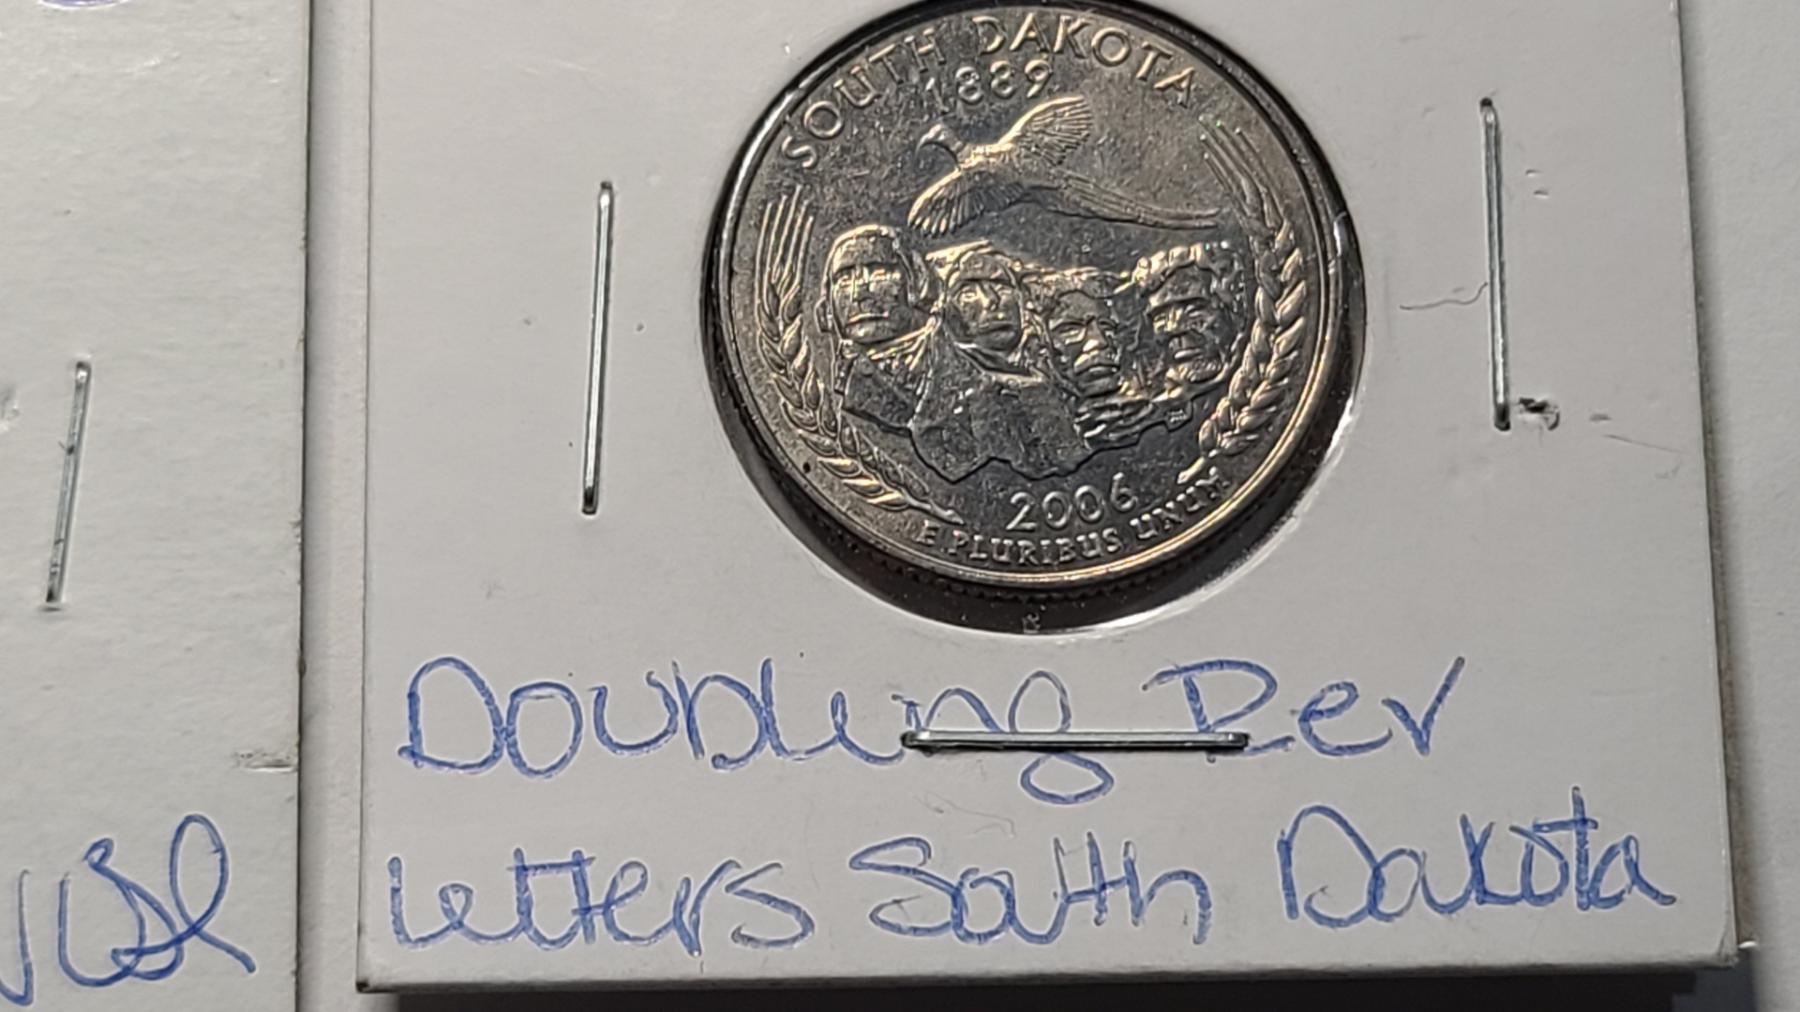 SOUTH DAKOTA
1889
2006
E PLURIBUS UNUM
Doubling Rev
Letters South Dakota